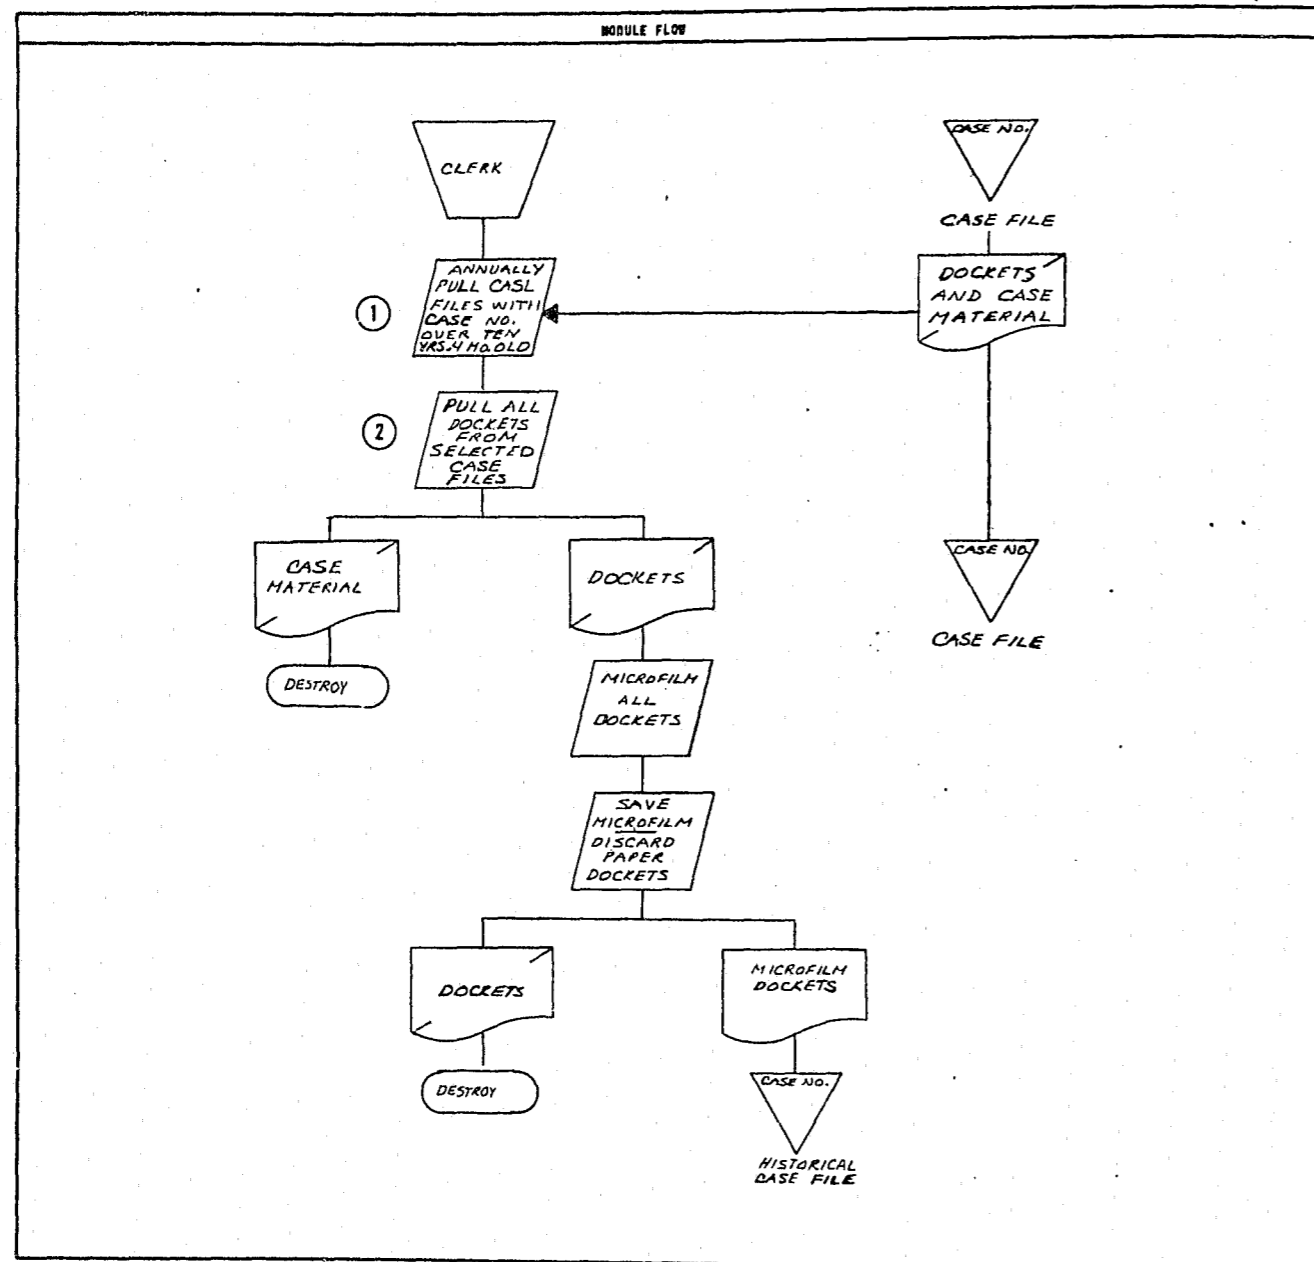 MODULE FLOW
CLERK
CASE NO.
CASE FILE
DOCKETS
AND CASE
MATERIAL
1
ANNUALLY
PULL CASE
FILES WITH
CASE NO.
OVER TEN
YRS. 4 MO. OLD
2
PULL ALL
DOCKETS
FROM
SELECTED
CASE
FILES
CASE
MATERIAL
DOCKETS
CASE NO.
CASE FILE
DESTROY
MICROFILM
ALL
DOCKETS
SAVE
MICROFILM
DISCARD
PAPER
DOCKETS
DOCKETS
MICROFILM
DOCKETS
DESTROY
CASE NO.
HISTORICAL
CASE FILE